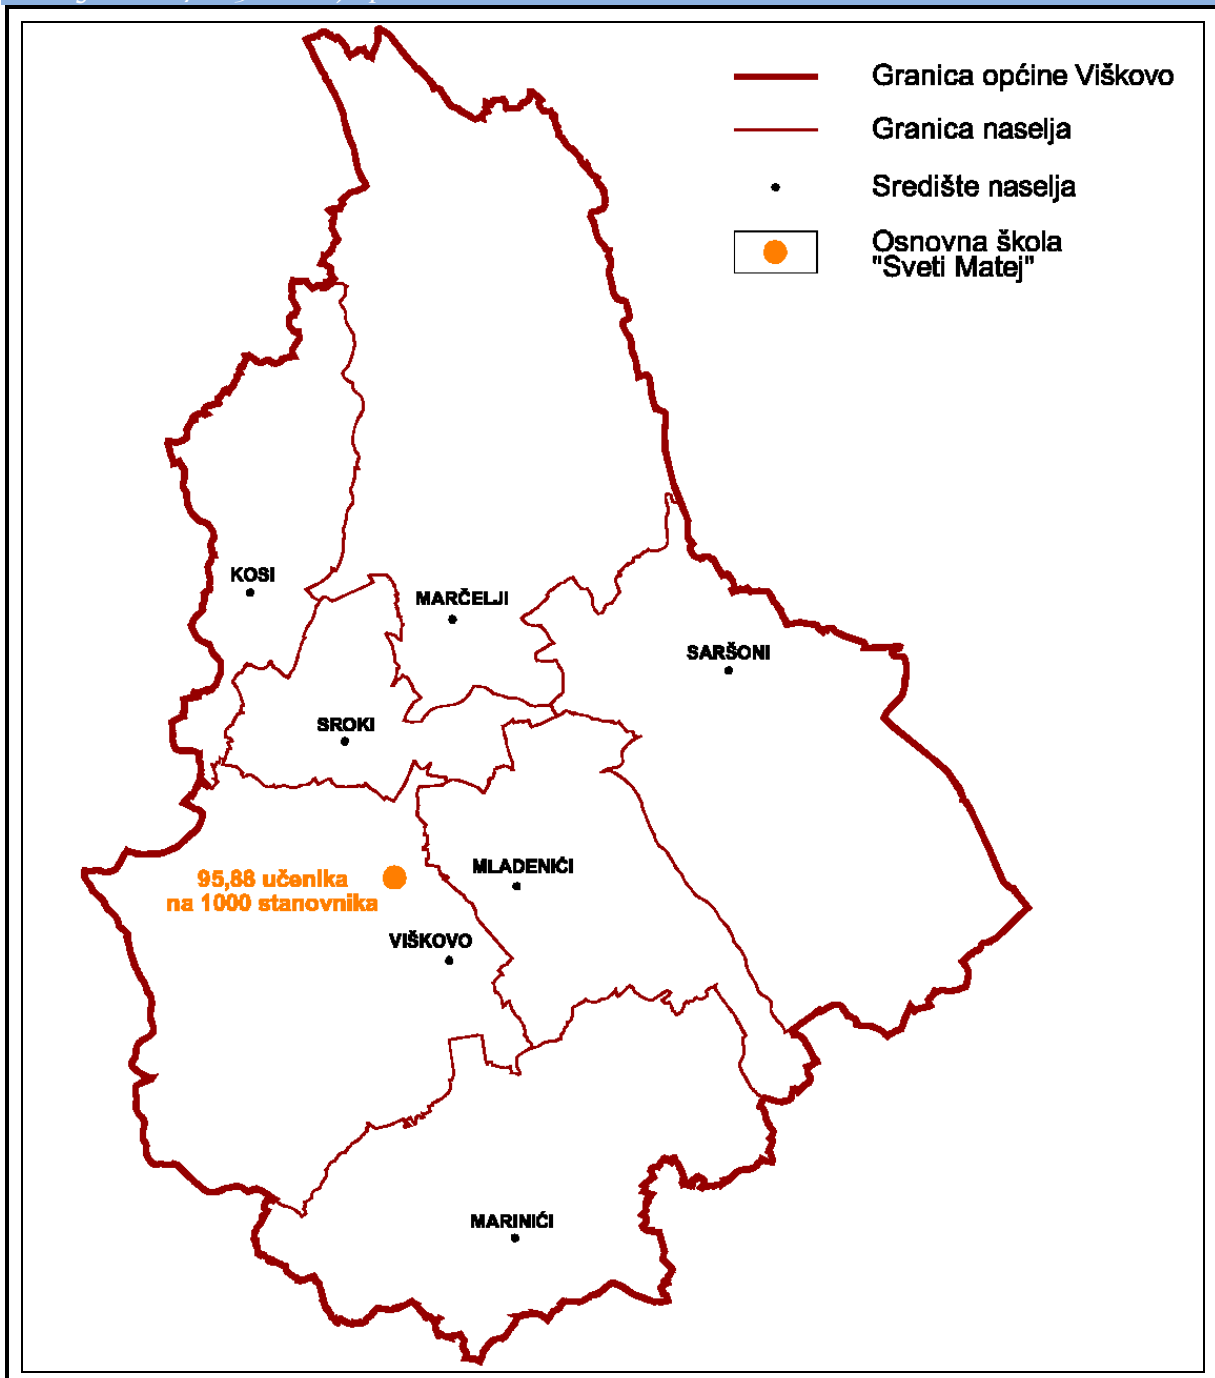 Granica općine Viškovo
Granica naselja
Središte naselja
Osnovna škola
"Sveti Matej"
KOSI
MARČELJI
SARŠONI
SROKI
MLADENIĆI
95,88 učenika
na 1000 stanovnika
VIŠKOVO
MARINIĆI